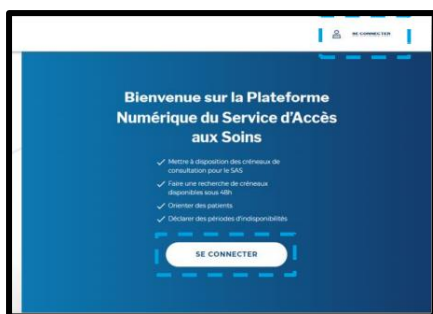 SE CONNECTER
Bienvenue sur la Plateforme
Numérique du Service d'Accès
aux Soins
Mettre à disposition des créneaux de
consultation pour le SAS
Faire une recherche de créneaux
disponibles sous 48h
Orienter des patients
Déclarer des périodes d'indisponibilités
SE CONNECTER